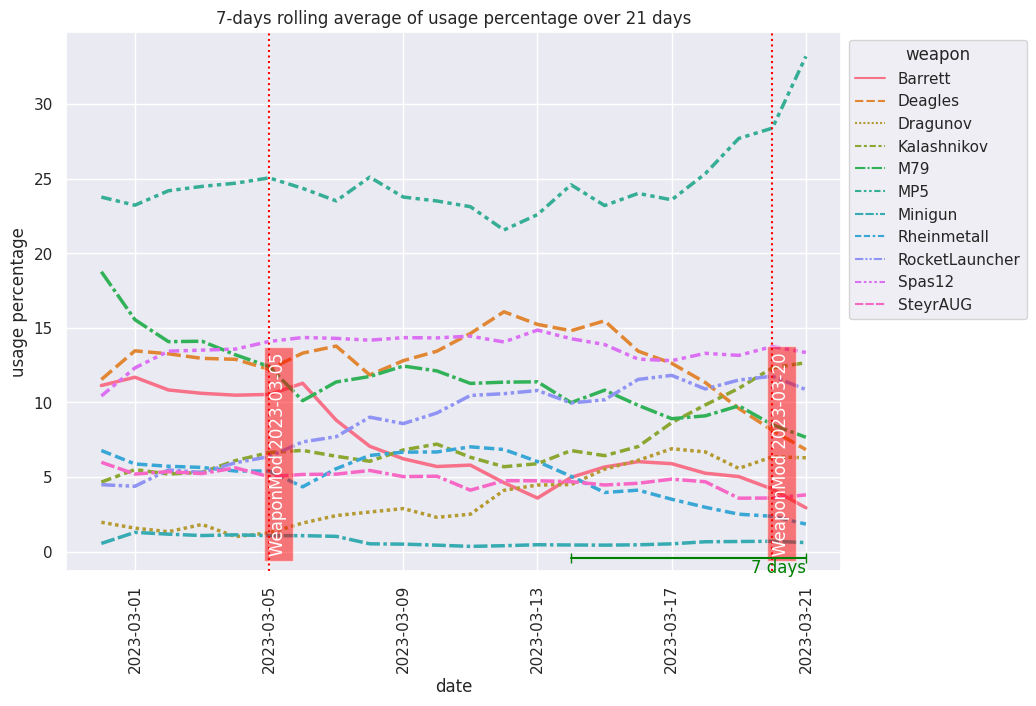 7-days rolling average of usage percentage over 21 days
weapon
Barrett
Deagles
Dragunov
Kalashnikov
M79
MP5
Minigun
Rheinmetall
RocketLauncher
Spas12
SteyrAUG
usage percentage
30
25
20
15
10
5
0
WeaponMod 2023-03-05
WeaponMod 2023-03-20
7 days
2023-03-01
2023-03-05
2023-03-09
2023-03-13
2023-03-17
2023-03-21
date